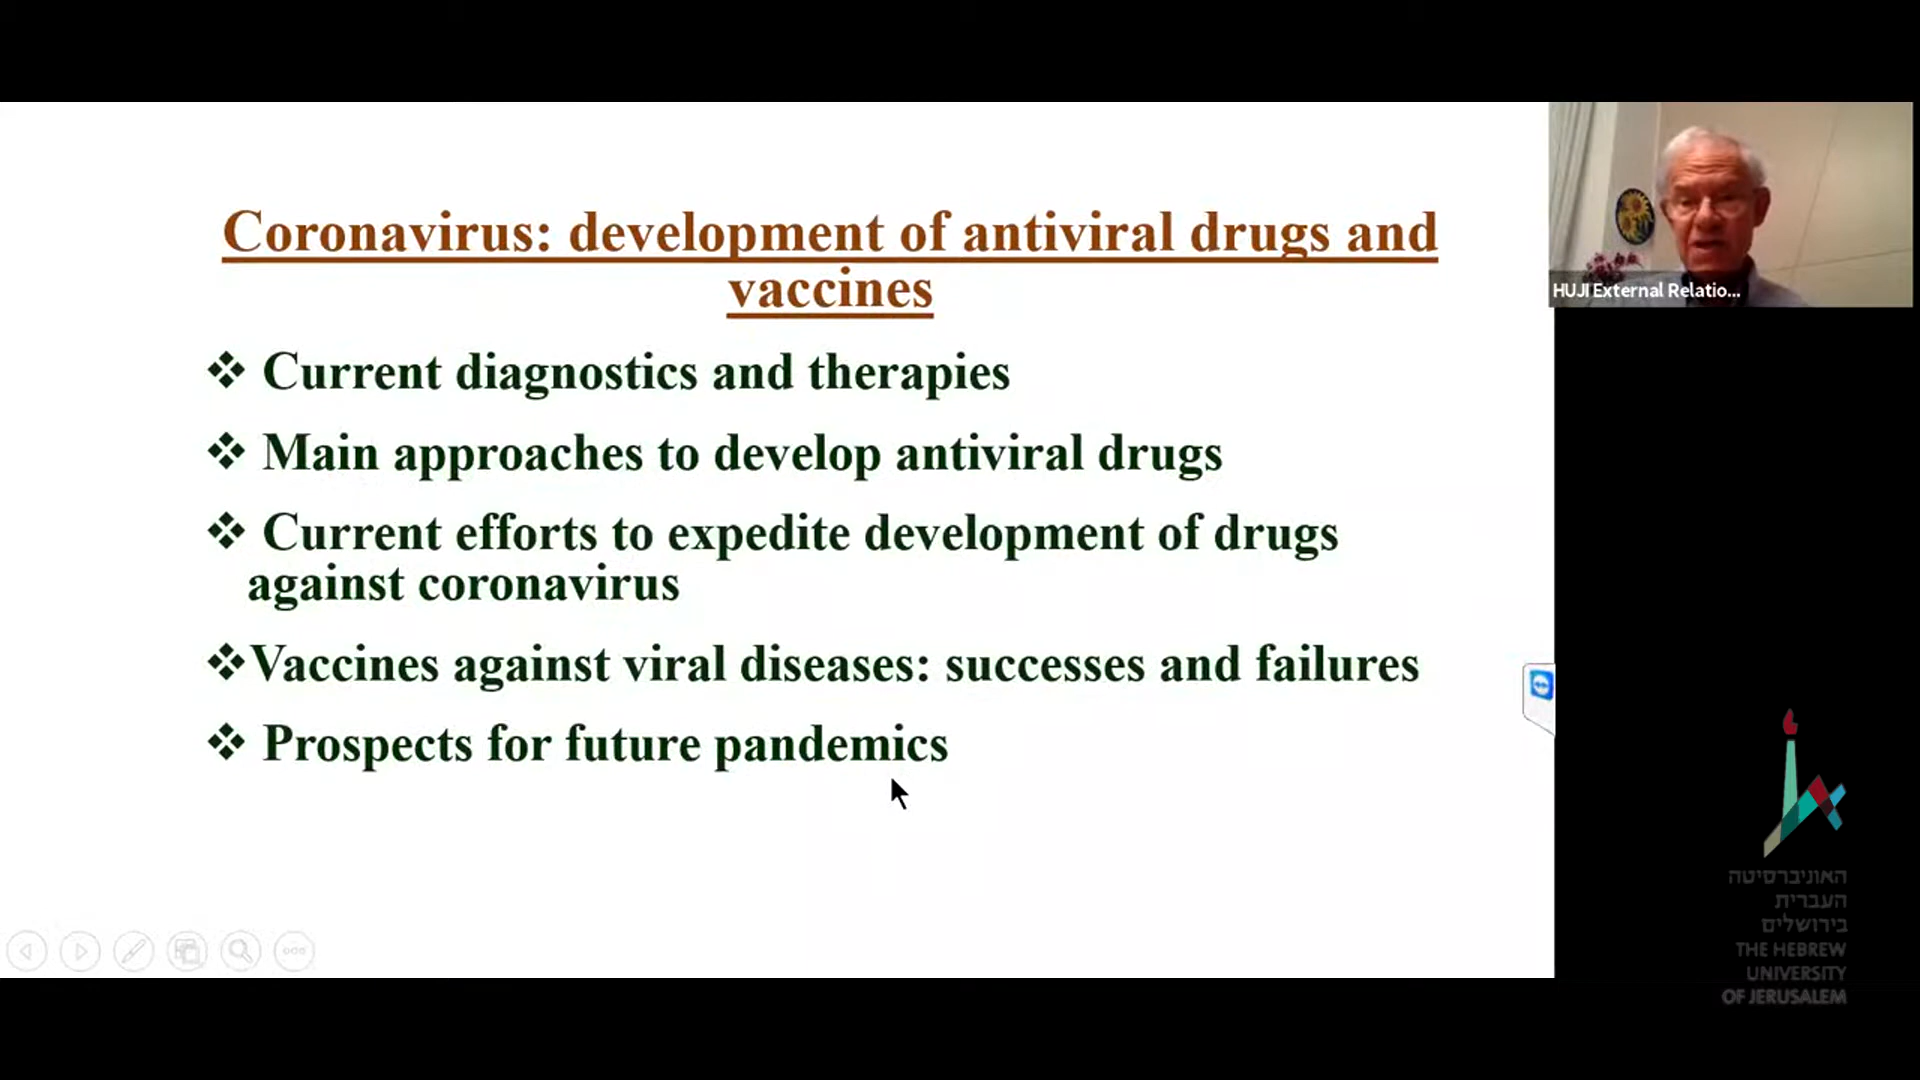 Coronavirus: development of antiviral drugs and
vaccines
Current diagnostics and therapies
Main approaches to develop antiviral drugs
Current efforts to expedite development of drugs
against coronavirus
Vaccines against viral diseases: successes and failures
Prospects for future pandemics
HUJI External Relatio...
האוניברסיטה
העברית
בירושלים
THE HEBREW
UNIVERSITY
OF JERUSALEM